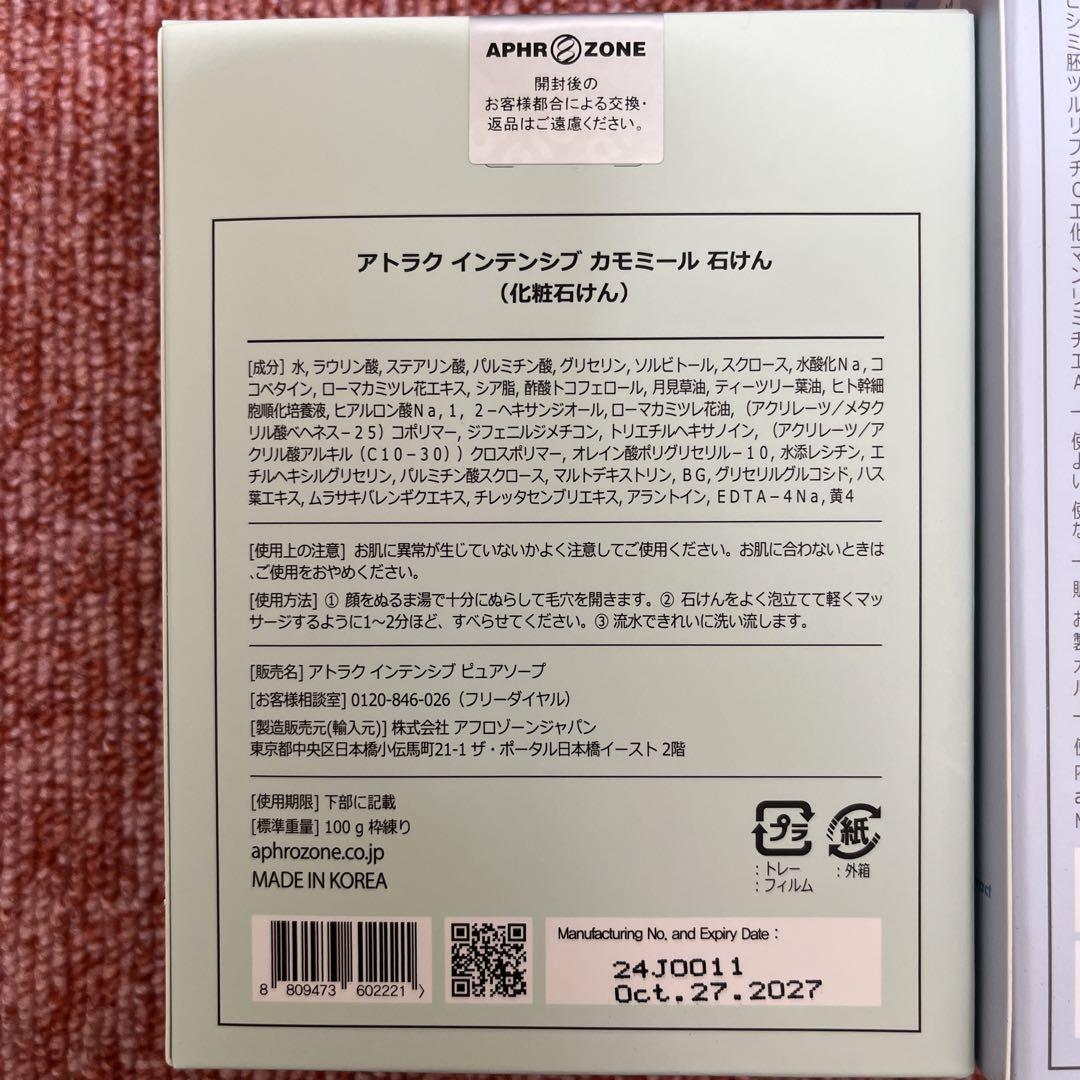 APHROZONE
開封後の
お客様都合による交換・
返品はご遠慮ください。
アトラク インテンシブ カモミール 石けん
（化粧石けん）
[成分] 水, ラウリン酸, ステアリン酸, パルミチン酸, グリセリン, ソルビトール, スクロース, 水酸化Na, コ
コベタイン, ローマカミツレ花エキス, シア脂, 酢酸トコフェロール, 月見草油, ティーツリー葉油, ヒト幹細
胞順化培養液, ヒアルロン酸Na, 1，2－ヘキサンジオール, ローマカミツレ花油,（アクリレーツ／メタク
リル酸ベヘネス－25）コポリマー, ジフェニルジメチコン, トリエチルヘキサノイン,（アクリレーツ／ア
クリル酸アルキル（C10－30））クロスポリマー, オレイン酸ポリグリセリル－10, 水添レシチン, エ
チルヘキシルグリセリン, パルミチン酸スクロース, マルトデキストリン, BG, グリセリルグルコシド, ハス
葉エキス, ムラサキバレンギクエキス, チレッタセンブリエキス, アラントイン, EDTA－4Na, 黄4
[使用上の注意] お肌に異常が生じていないかよく注意してご使用ください。お肌に合わないときは
、ご使用をおやめください。
[使用方法] ① 顔をぬるま湯で十分にぬらして毛穴を開きます。② 石けんをよく泡立てて軽くマッ
サージするように1～2分ほど、すべらせてください。③ 流水できれいに洗い流します。
[販売名] アトラク インテンシブ ピュアソープ
[お客様相談室] 0120-846-026（フリーダイヤル）
[製造販売元(輸入元)] 株式会社 アフロゾーンジャパン
東京都中央区日本橋小伝馬町21-1 ザ・ポータル日本橋イースト 2階
[使用期限] 下部に記載
[標準重量] 100 g 枠練り
aphrozone.co.jp
MADE IN KOREA
プラ
：トレー
：フィルム
紙
：外箱
8 809473 602221
Manufacturing No. and Expiry Date :
24J0011
Oct.27.2027